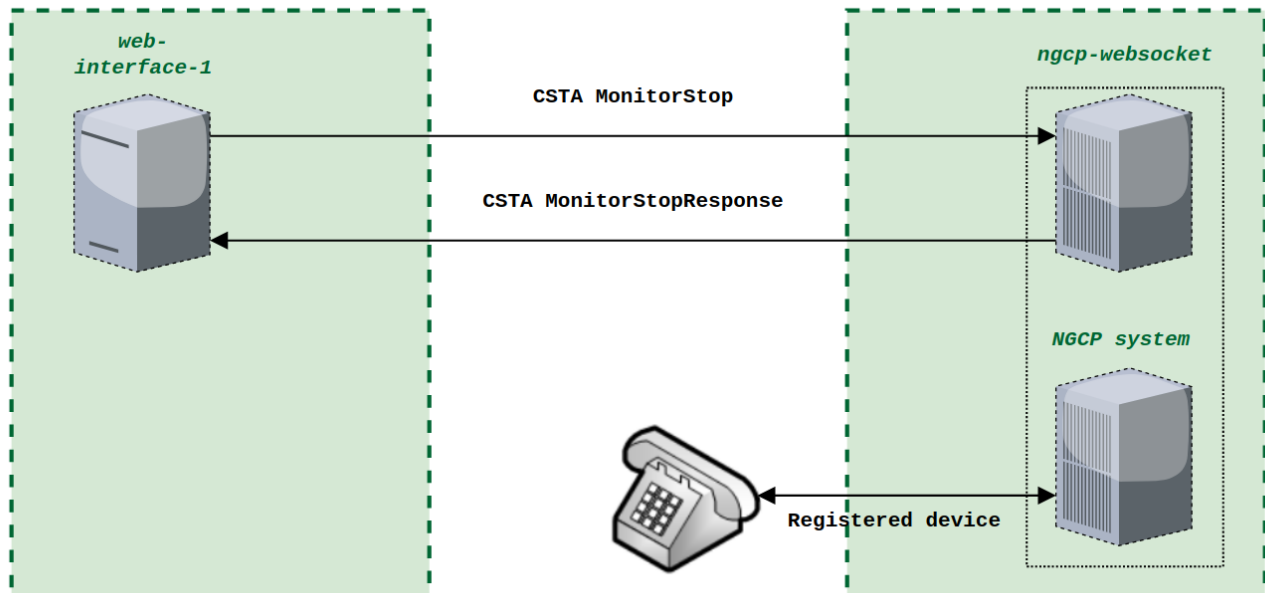 web-
interface-1
ngcp-websocket
CSTA MonitorStop
CSTA MonitorStopResponse
NGCP system
Registered device